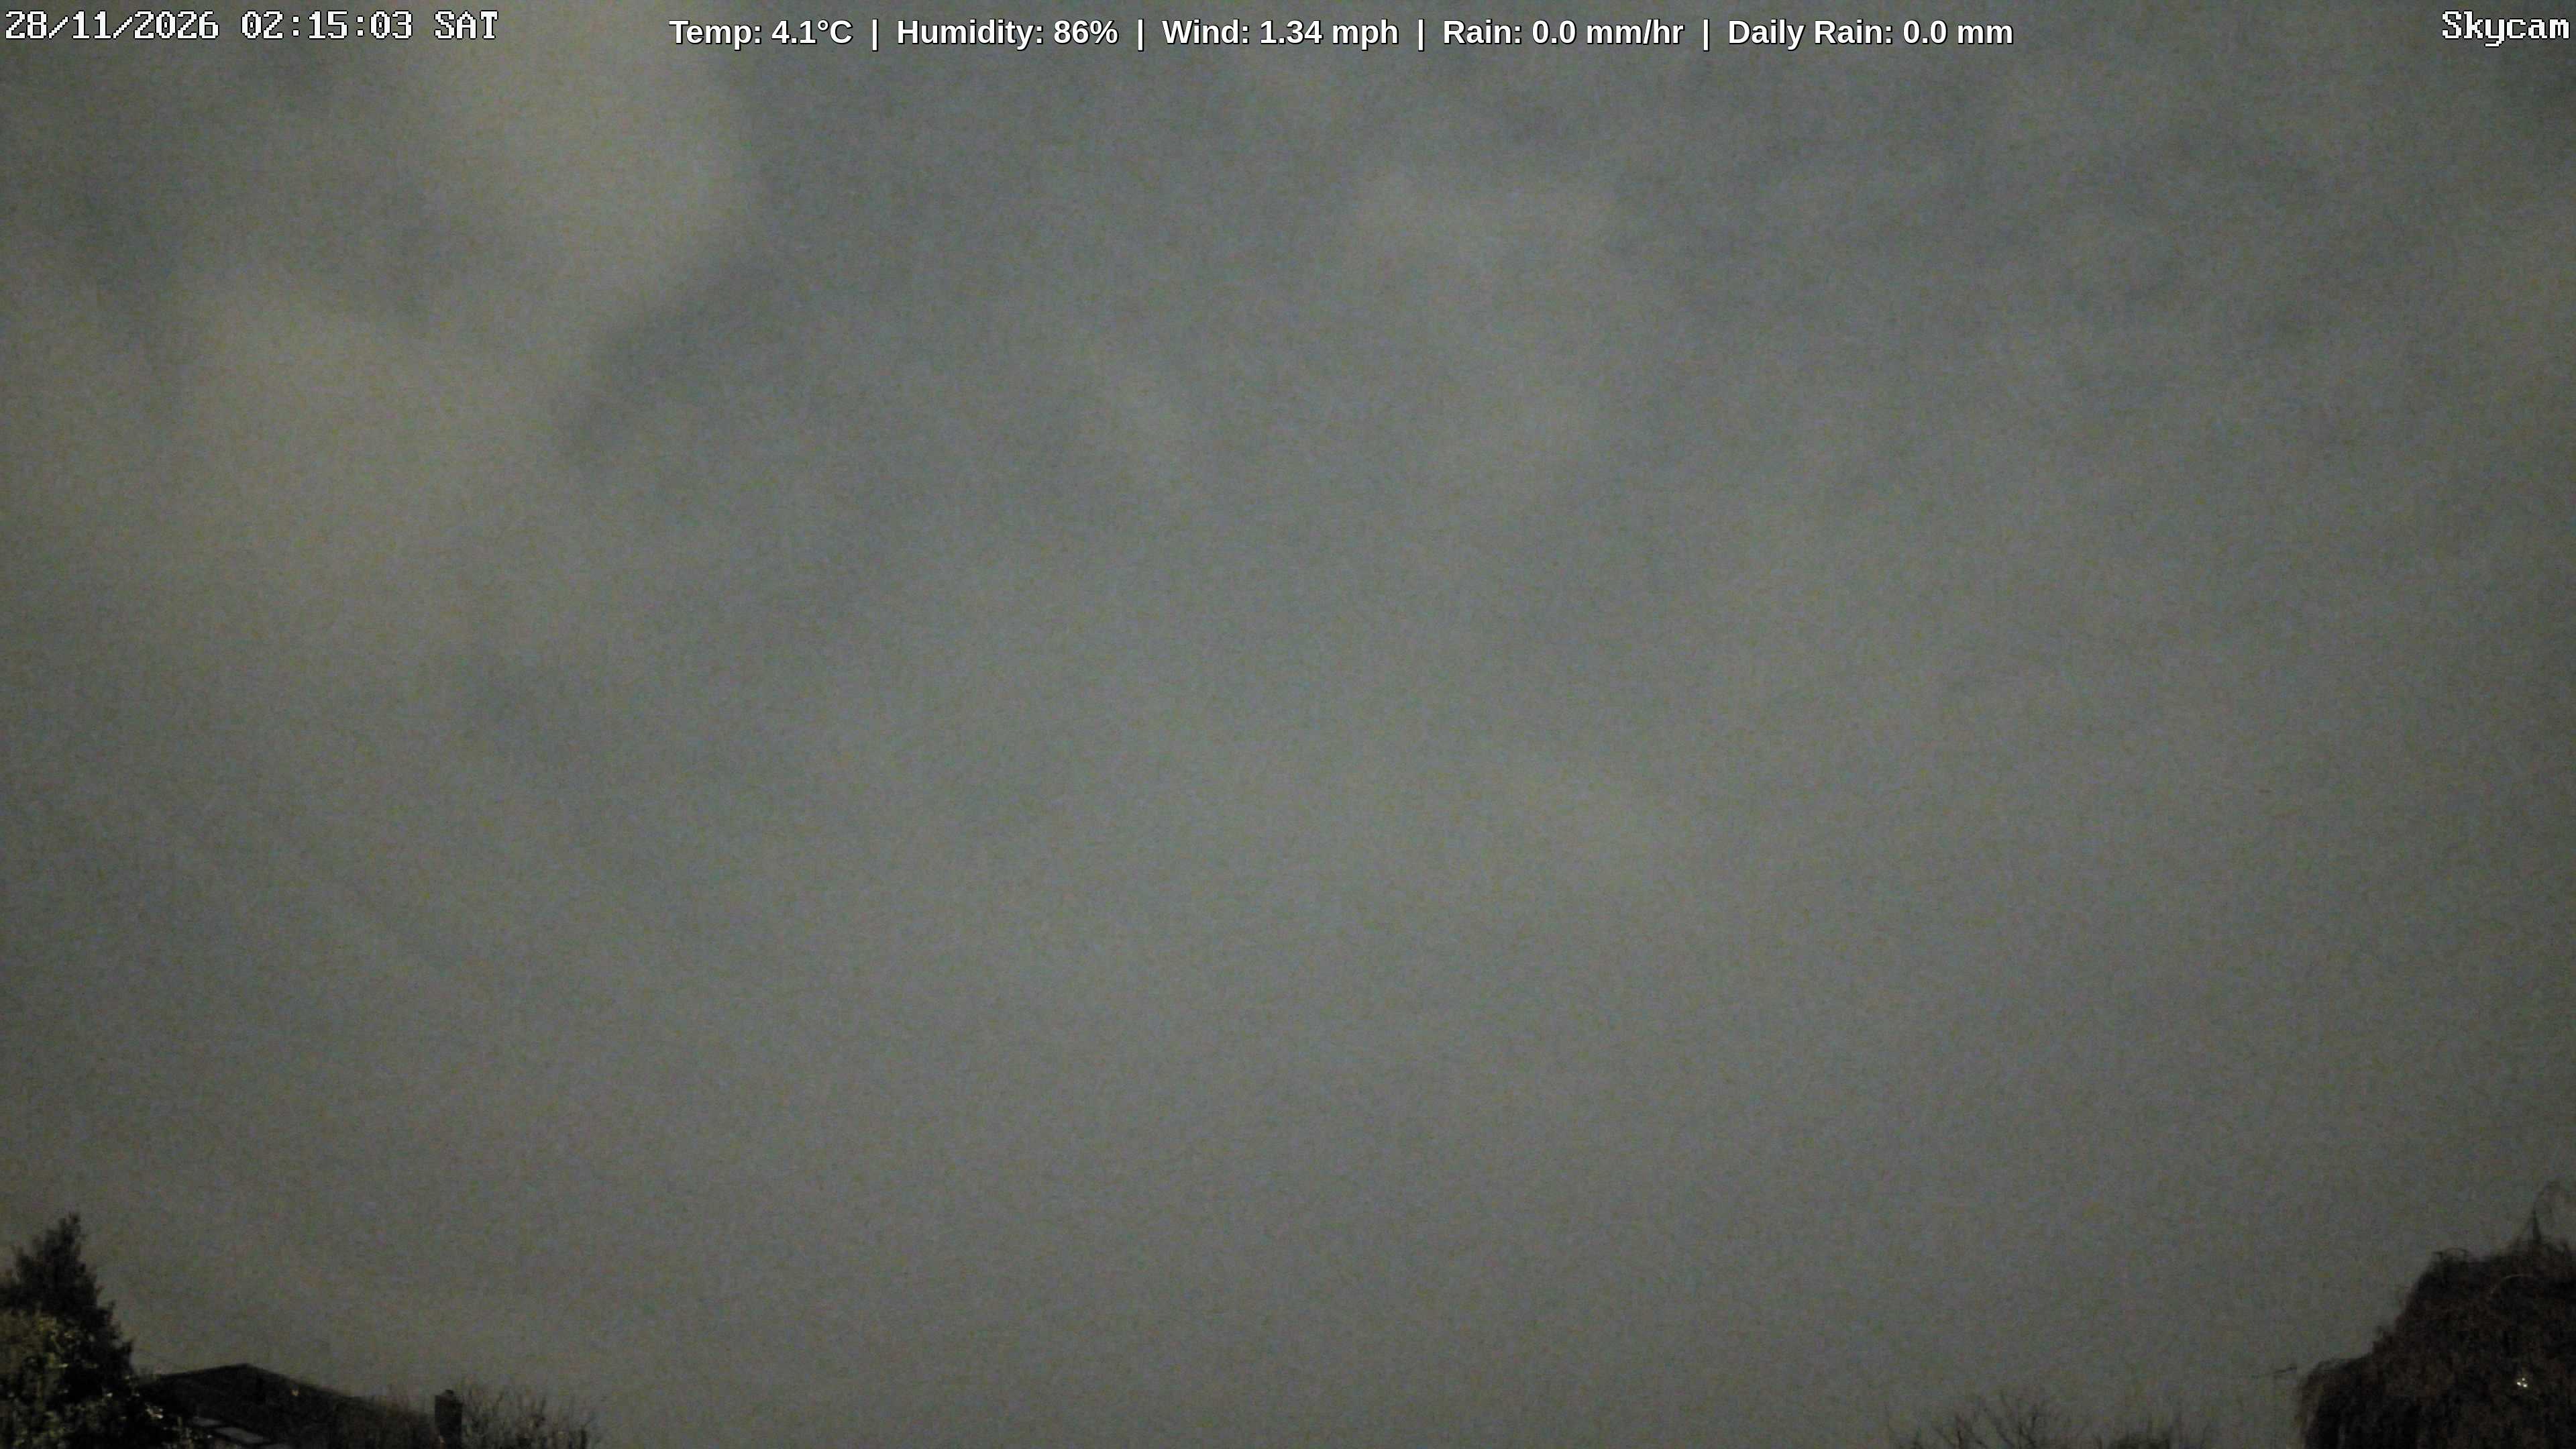 28/11/2026 02:15:03 SAT
Temp: 4.1°C | Humidity: 86% | Wind: 1.34 mph | Rain: 0.0 mm/hr | Daily Rain: 0.0 mm
Skycam